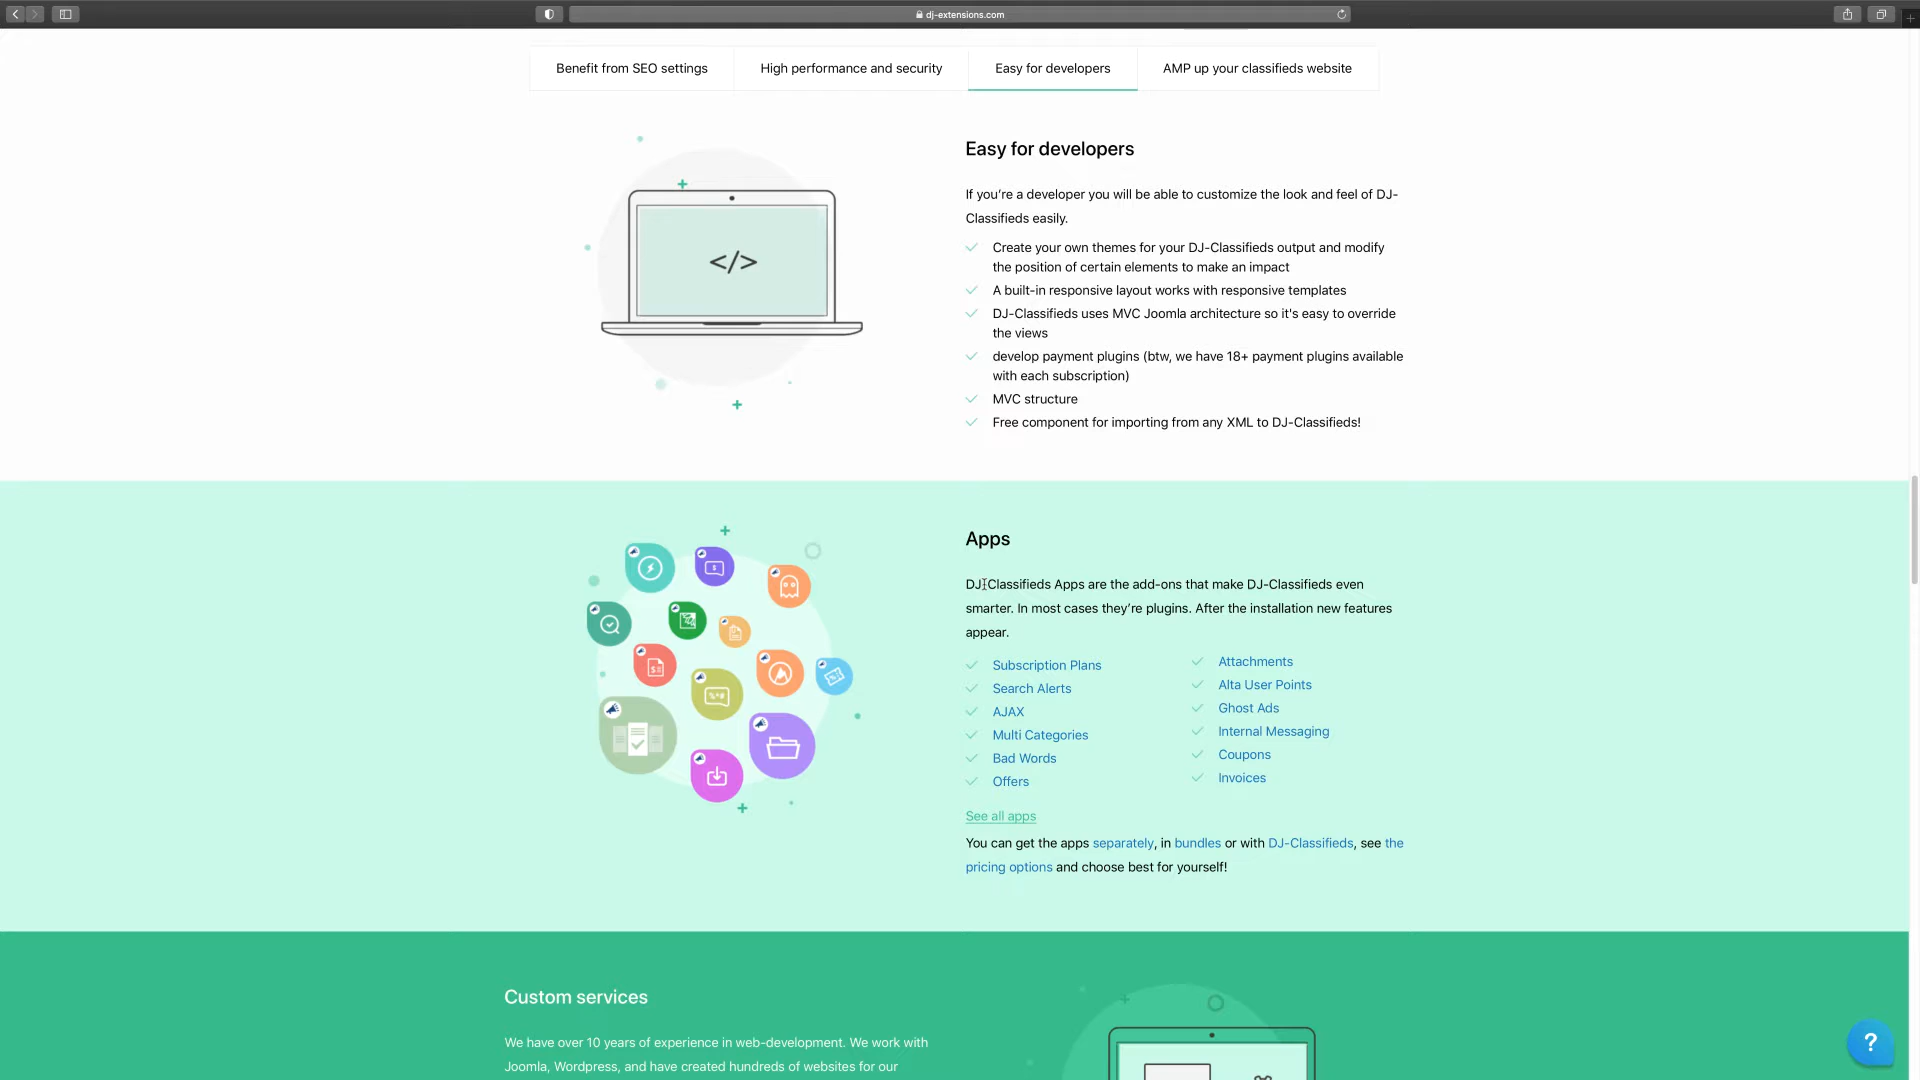 dj-extensions.com
Benefit from SEO settings
High performance and security
Easy for developers
AMP up your classifieds website
</>
Easy for developers
If you’re a developer you will be able to customize the look and feel of DJ-
Classifieds easily.
Create your own themes for your DJ-Classifieds output and modify
the position of certain elements to make an impact
A built-in responsive layout works with responsive templates
DJ-Classifieds uses MVC Joomla architecture so it's easy to override
the views
develop payment plugins (btw, we have 18+ payment plugins available
with each subscription)
MVC structure
Free component for importing from any XML to DJ-Classifieds!
Apps
DJ-Classifieds Apps are the add-ons that make DJ-Classifieds even
smarter. In most cases they’re plugins. After the installation new features
appear.
Subscription Plans
Search Alerts
AJAX
Multi Categories
Bad Words
Offers
Attachments
Alta User Points
Ghost Ads
Internal Messaging
Coupons
Invoices
See all apps
You can get the apps separately, in bundles or with DJ-Classifieds, see the
pricing options and choose best for yourself!
Custom services
We have over 10 years of experience in web-development. We work with
Joomla, Wordpress, and have created hundreds of websites for our
?